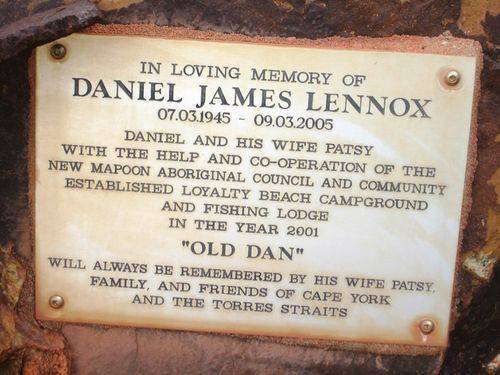 IN LOVING MEMORY OF
DANIEL JAMES LENNOX
07.03.1945 - 09.03.2005
DANIEL AND HIS WIFE PATSY
WITH THE HELP AND CO-OPERATION OF THE
NEW MAPOON ABORIGINAL COUNCIL AND COMMUNITY
ESTABLISHED LOYALTY BEACH CAMPGROUND
AND FISHING LODGE
IN THE YEAR 2001
"OLD DAN"
WILL ALWAYS BE REMEMBERED BY HIS WIFE PATSY,
FAMILY, AND FRIENDS OF CAPE YORK
AND THE TORRES STRAITS